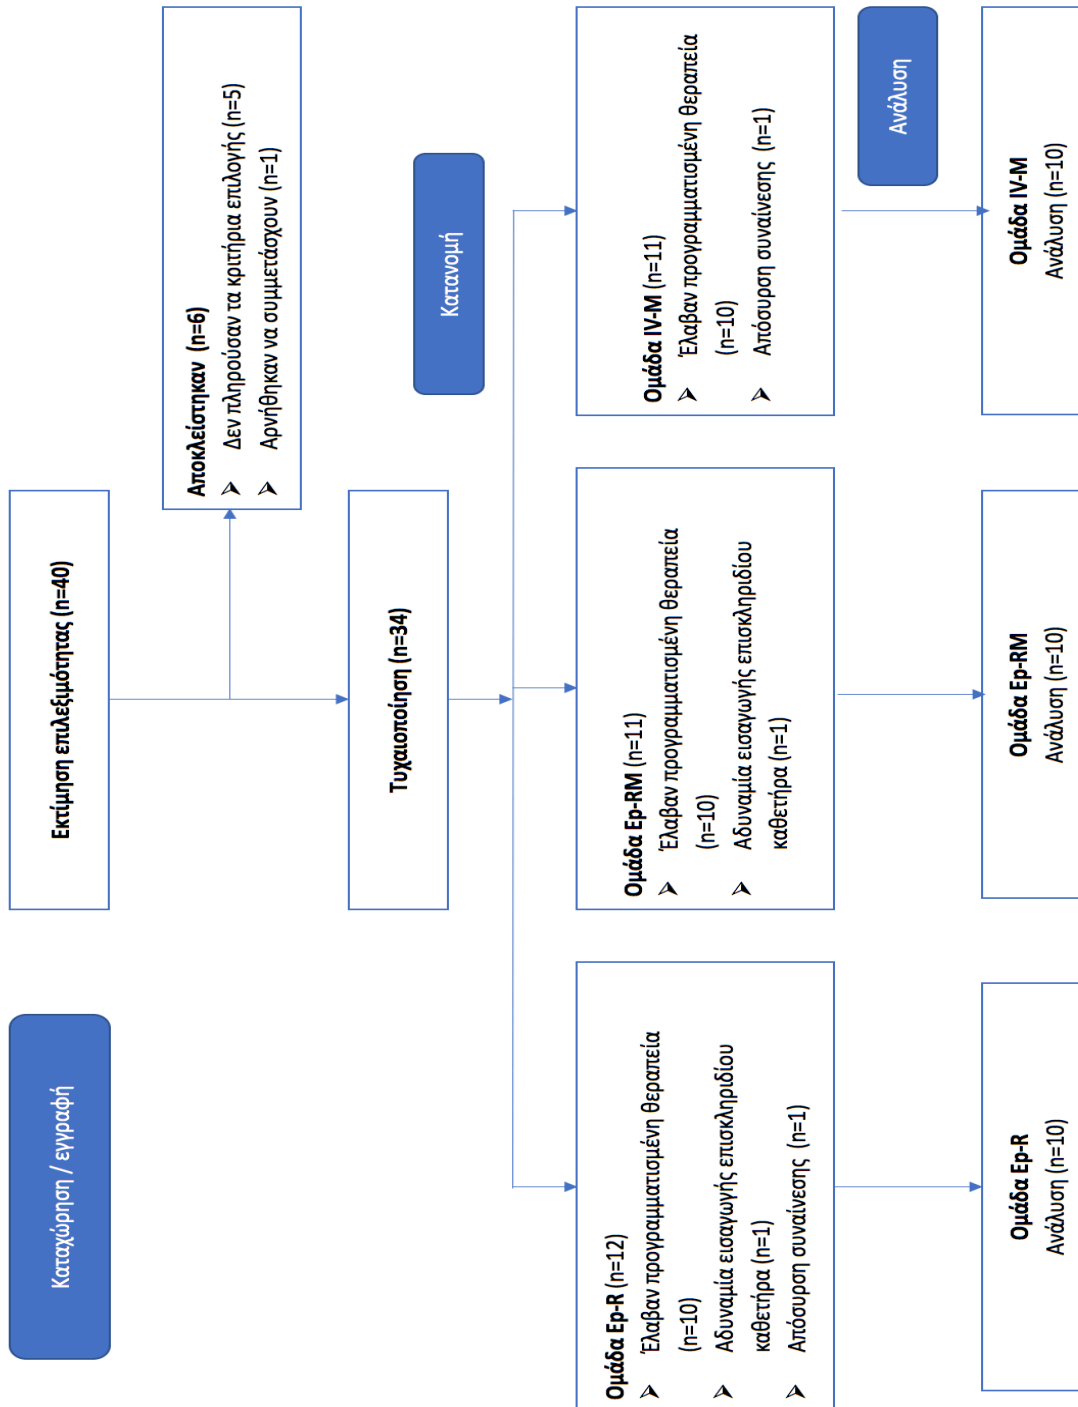 Καταχώρηση / εγγραφή
Εκτίμηση επιλεξιμότητας (n=40)
Αποκλείστηκαν (n=6)
➢ Δεν πληρούσαν τα κριτήρια επιλογής (n=5)
➢ Αρνήθηκαν να συμμετάσχουν (n=1)
Τυχαιοποίηση (n=34)
Κατανομή
Ομάδα Ep-R (n=12)
➢ Έλαβαν προγραμματισμένη θεραπεία
(n=10)
➢ Αδυναμία εισαγωγής επισκληριδίου
καθετήρα (n=1)
➢ Απόσυρση συναίνεσης (n=1)
Ομάδα Ep-RM (n=11)
➢ Έλαβαν προγραμματισμένη θεραπεία
(n=10)
➢ Αδυναμία εισαγωγής επισκληριδίου
καθετήρα (n=1)
Ομάδα IV-M (n=11)
➢ Έλαβαν προγραμματισμένη θεραπεία
(n=10)
➢ Απόσυρση συναίνεσης (n=1)
Ανάλυση
Ομάδα Ep-R
Ανάλυση (n=10)
Ομάδα Ep-RM
Ανάλυση (n=10)
Ομάδα IV-M
Ανάλυση (n=10)